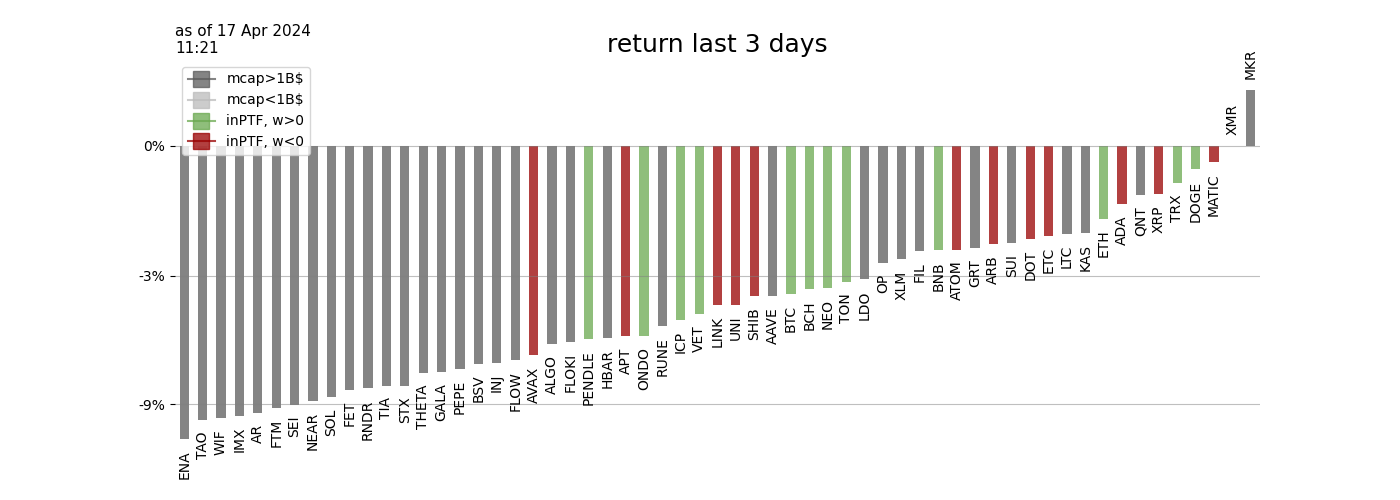 as of 17 Apr 2024
11:21
return last 3 days
mcap>1B$
mcap<1B$
inPTF, w>0
inPTF, w<0
0%
-3%
-9%
ENA
TAO
WIF
IMX
AR
FTM
SEI
NEAR
SOL
FET
RNDR
TIA
STX
THETA
GALA
PEPE
BSV
INJ
FLOW
AVAX
ALGO
FLOKI
PENDLE
HBAR
APT
ONDO
RUNE
ICP
VET
LINK
UNI
SHIB
AAVE
BTC
BCH
NEO
TON
LDO
OP
XLM
FIL
BNB
ATOM
GRT
ARB
SUI
DOT
ETC
LTC
KAS
ETH
ADA
QNT
XRP
TRX
DOGE
MATIC
XMR
MKR